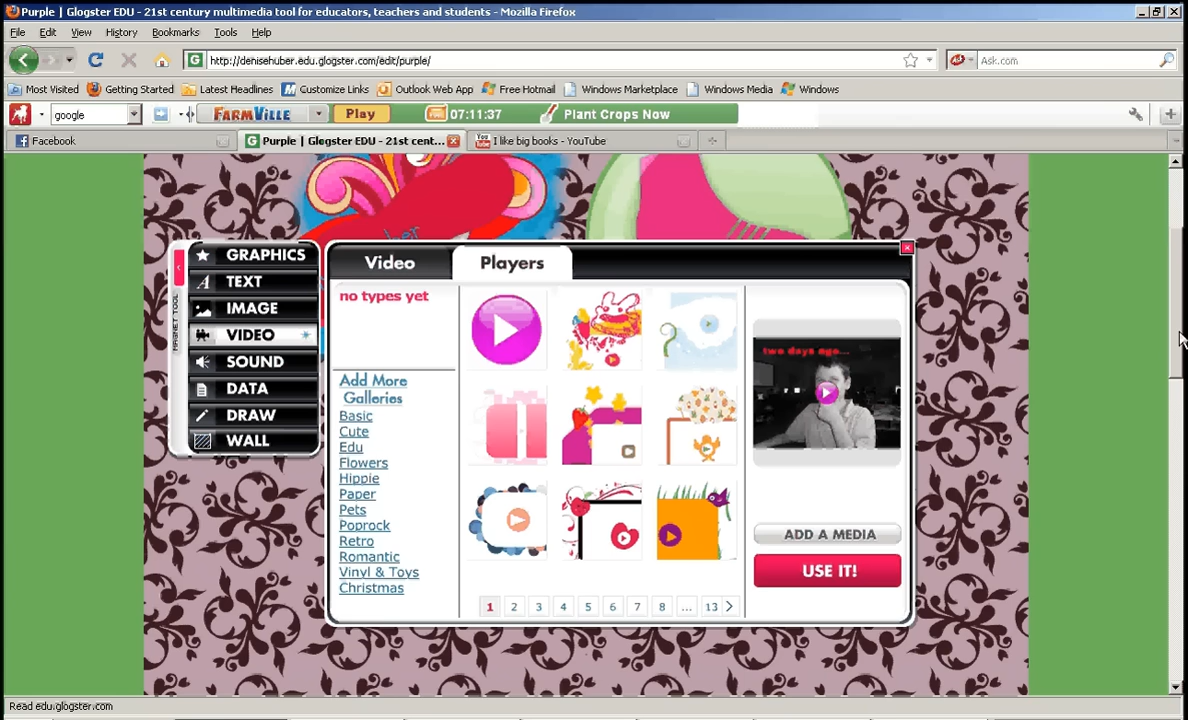 Purple | Glogster EDU - 21st century multimedia tool for educators, teachers and students - Mozilla Firefox
File Edit View History Bookmarks Tools Help
http://denisehuber.edu.glogster.com/edit/purple/
Ask.com
Most Visited Getting Started Latest Headlines Customize Links Outlook Web App Free Hotmail Windows Marketplace Windows Media Windows
google FARMVILLE Play 07:11:37 Plant Crops Now
Facebook Purple | Glogster EDU - 21st cent... I like big books - YouTube
MAGNET TOOL
GRAPHICS
TEXT
IMAGE
VIDEO
SOUND
DATA
DRAW
WALL
Video Players
no types yet
Add More
Galleries
Basic
Cute
Edu
Flowers
Hippie
Paper
Pets
Poprock
Retro
Romantic
Vinyl & Toys
Christmas
1 2 3 4 5 6 7 8 ... 13 >
two days ago...
ADD A MEDIA
USE IT!
Read edu.glogster.com